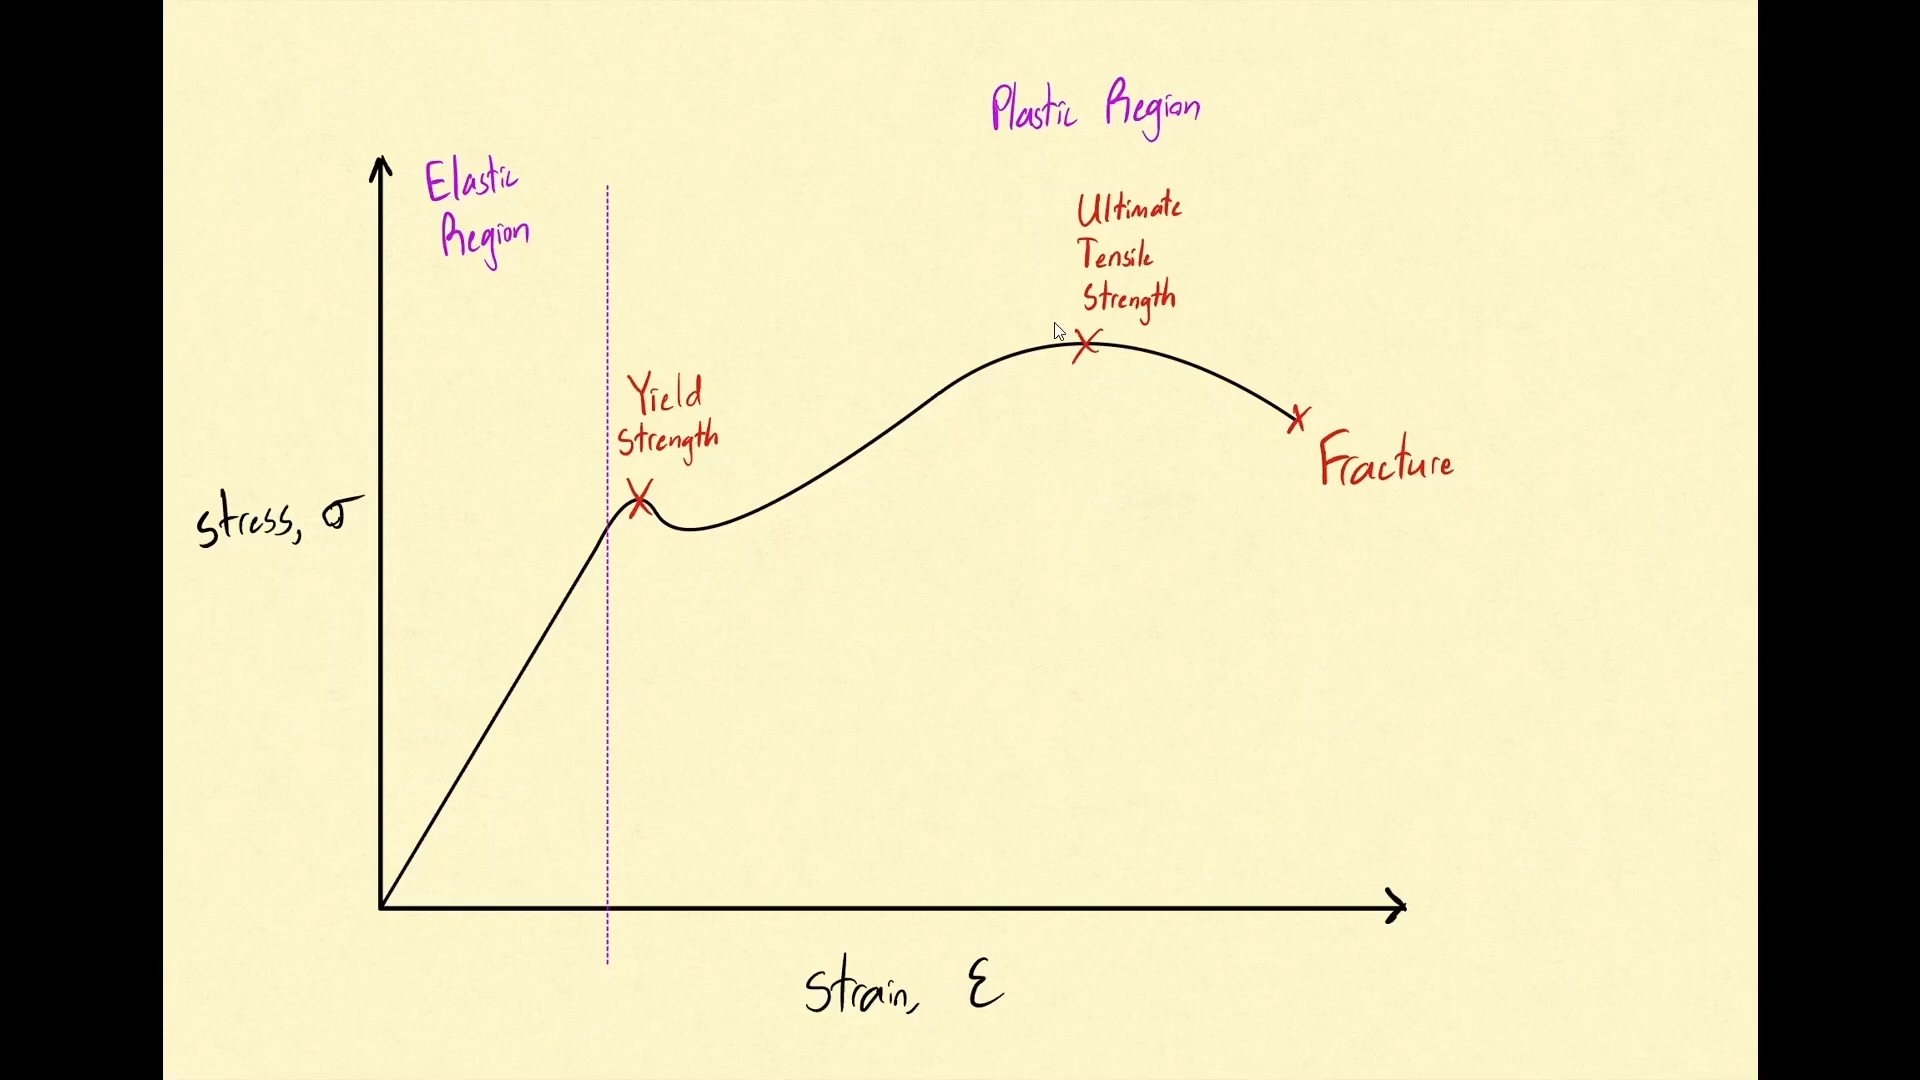 Plastic Region
Elastic
Region
Ultimate
Tensile
Strength
Yield
Strength
Fracture
stress, σ
Strain, ε